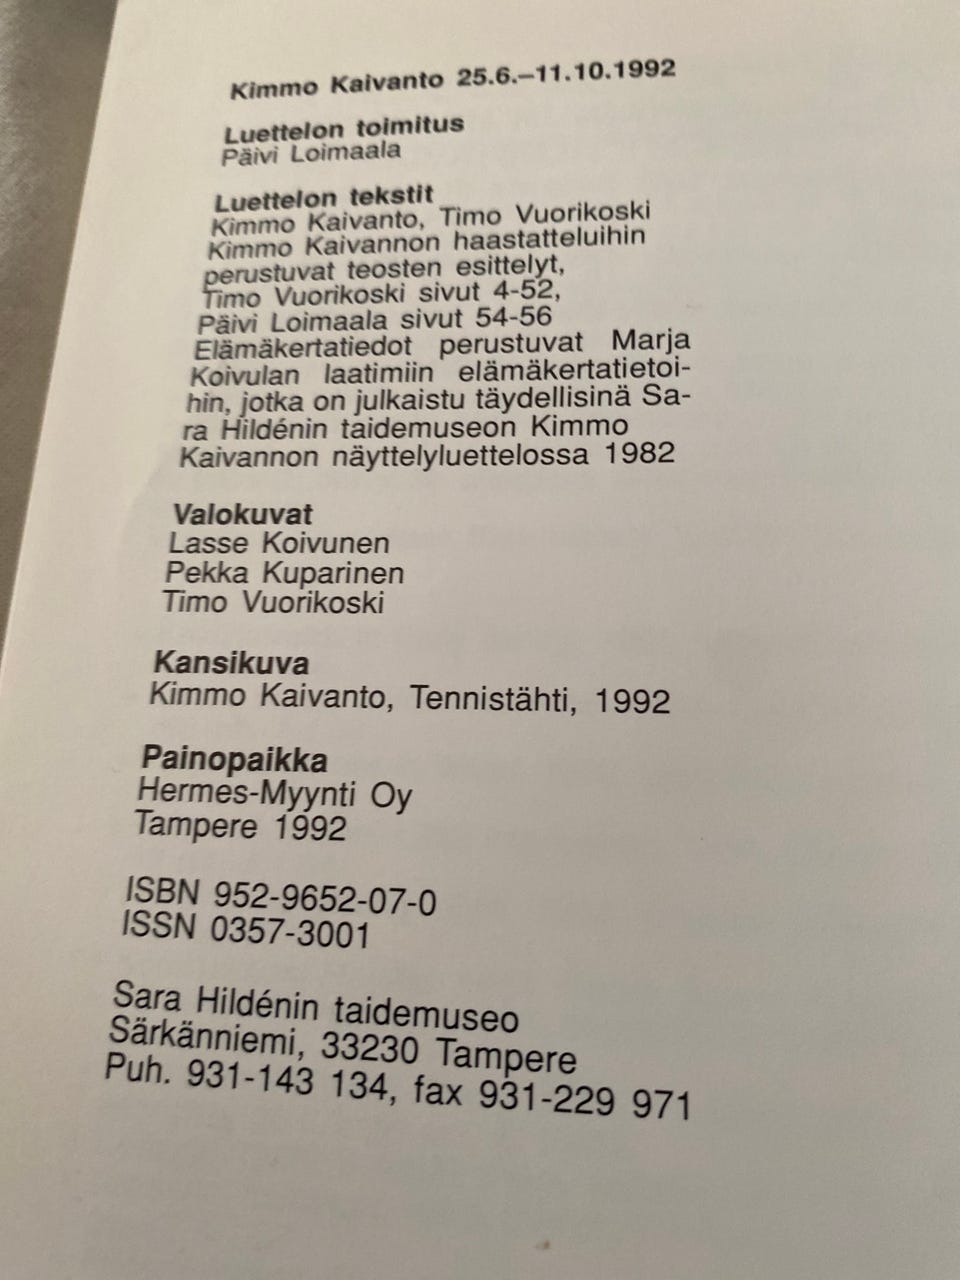 Kimmo Kaivanto 25.6.–11.10.1992
Luettelon toimitus
Päivi Loimaala
Luettelon tekstit
Kimmo Kaivanto, Timo Vuorikoski
Kimmo Kaivannon haastatteluihin
perustuvat teosten esittelyt,
Timo Vuorikoski sivut 4-52,
Päivi Loimaala sivut 54-56
Elämäkertatiedot perustuvat Marja
Koivulan laatimiin elämäkertatietoi-
hin, jotka on julkaistu täydellisinä Sa-
ra Hildénin taidemuseon Kimmo
Kaivannon näyttelyluettelossa 1982
Valokuvat
Lasse Koivunen
Pekka Kuparinen
Timo Vuorikoski
Kansikuva
Kimmo Kaivanto, Tennistähti, 1992
Painopaikka
Hermes-Myynti Oy
Tampere 1992
ISBN 952-9652-07-0
ISSN 0357-3001
Sara Hildénin taidemuseo
Särkänniemi, 33230 Tampere
Puh. 931-143 134, fax 931-229 971